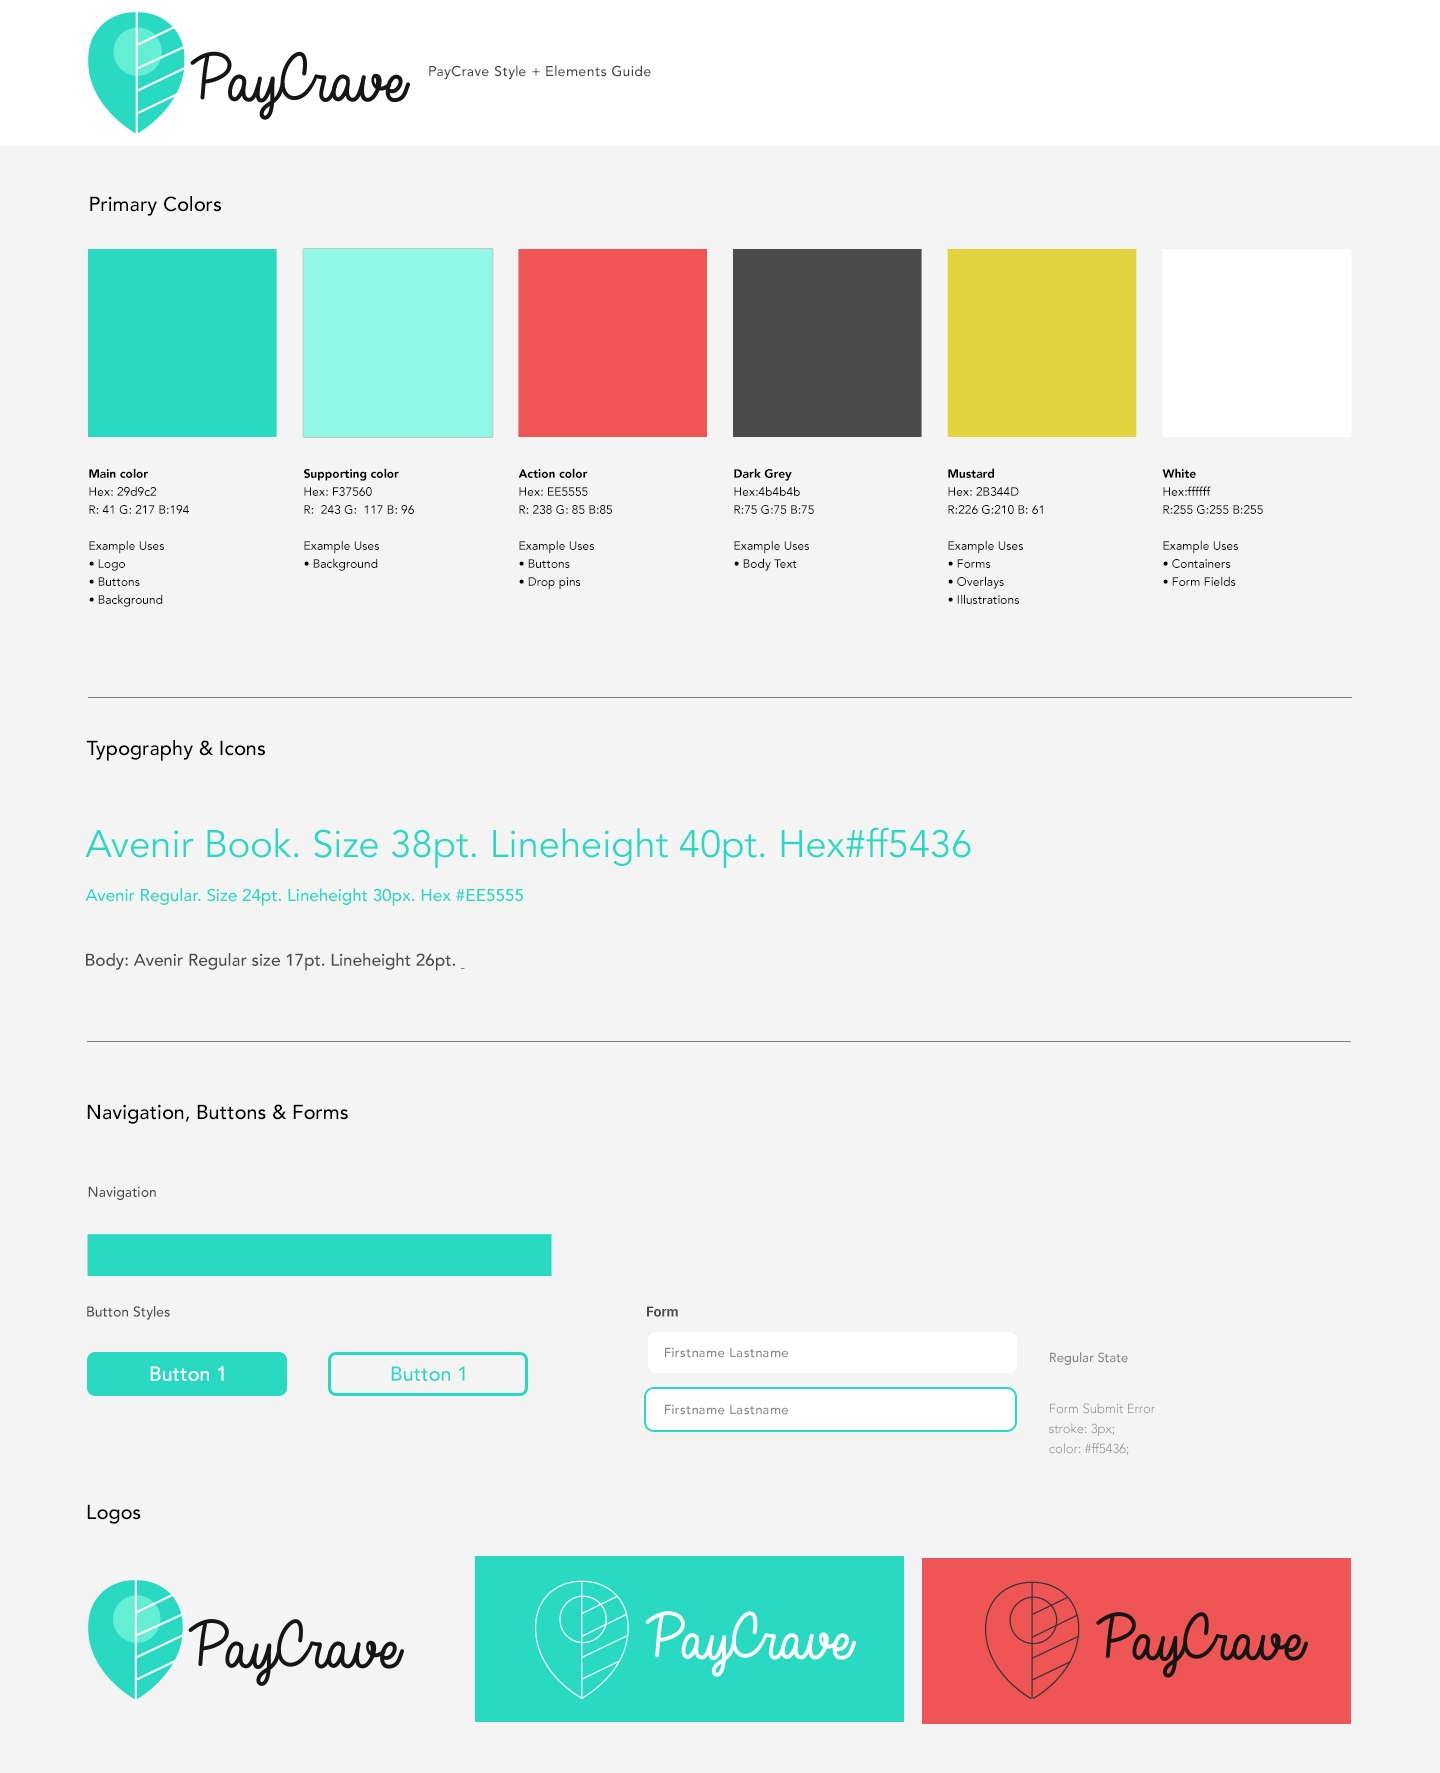 PayCrave
PayCrave Style + Elements Guide
Primary Colors
Main color
Hex: 29d9c2
R: 41 G: 217 B:194
Example Uses
• Logo
• Buttons
• Background
Supporting color
Hex: F37560
R:  243 G:  117 B: 96
Example Uses
• Background
Action color
Hex: EE5555
R: 238 G: 85 B:85
Example Uses
• Buttons
• Drop pins
Dark Grey
Hex:4b4b4b
R:75 G:75 B:75
Example Uses
• Body Text
Mustard
Hex: 2B344D
R:226 G:210 B: 61
Example Uses
• Forms
• Overlays
• Illustrations
White
Hex:ffffff
R:255 G:255 B:255
Example Uses
• Containers
• Form Fields
Typography & Icons
Avenir Book. Size 38pt. Lineheight 40pt. Hex#ff5436
Avenir Regular. Size 24pt. Lineheight 30px. Hex #EE5555
Body: Avenir Regular size 17pt. Lineheight 26pt. -
Navigation, Buttons & Forms
Navigation
Button Styles
Button 1
Button 1
Form
Firstname Lastname
Regular State
Firstname Lastname
Form Submit Error
stroke: 3px;
color: #ff5436;
Logos
PayCrave
PayCrave
PayCrave